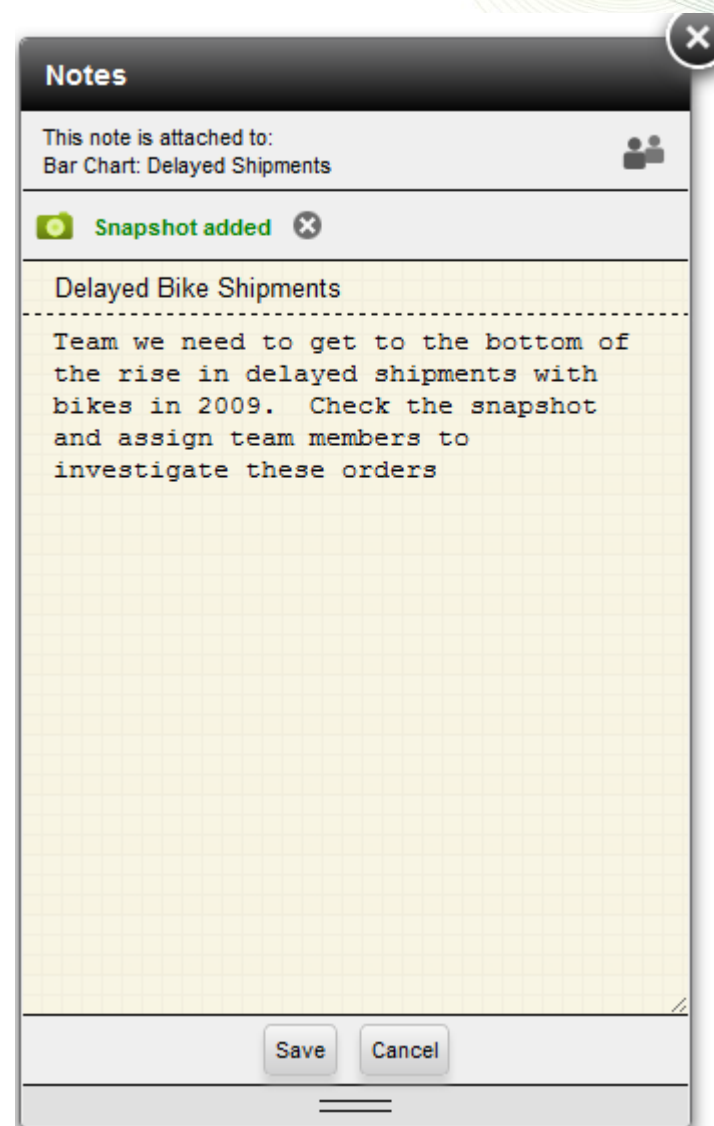 Notes
This note is attached to:
Bar Chart: Delayed Shipments
Snapshot added
Delayed Bike Shipments
Team we need to get to the bottom of
the rise in delayed shipments with
bikes in 2009.  Check the snapshot
and assign team members to
investigate these orders
Save Cancel